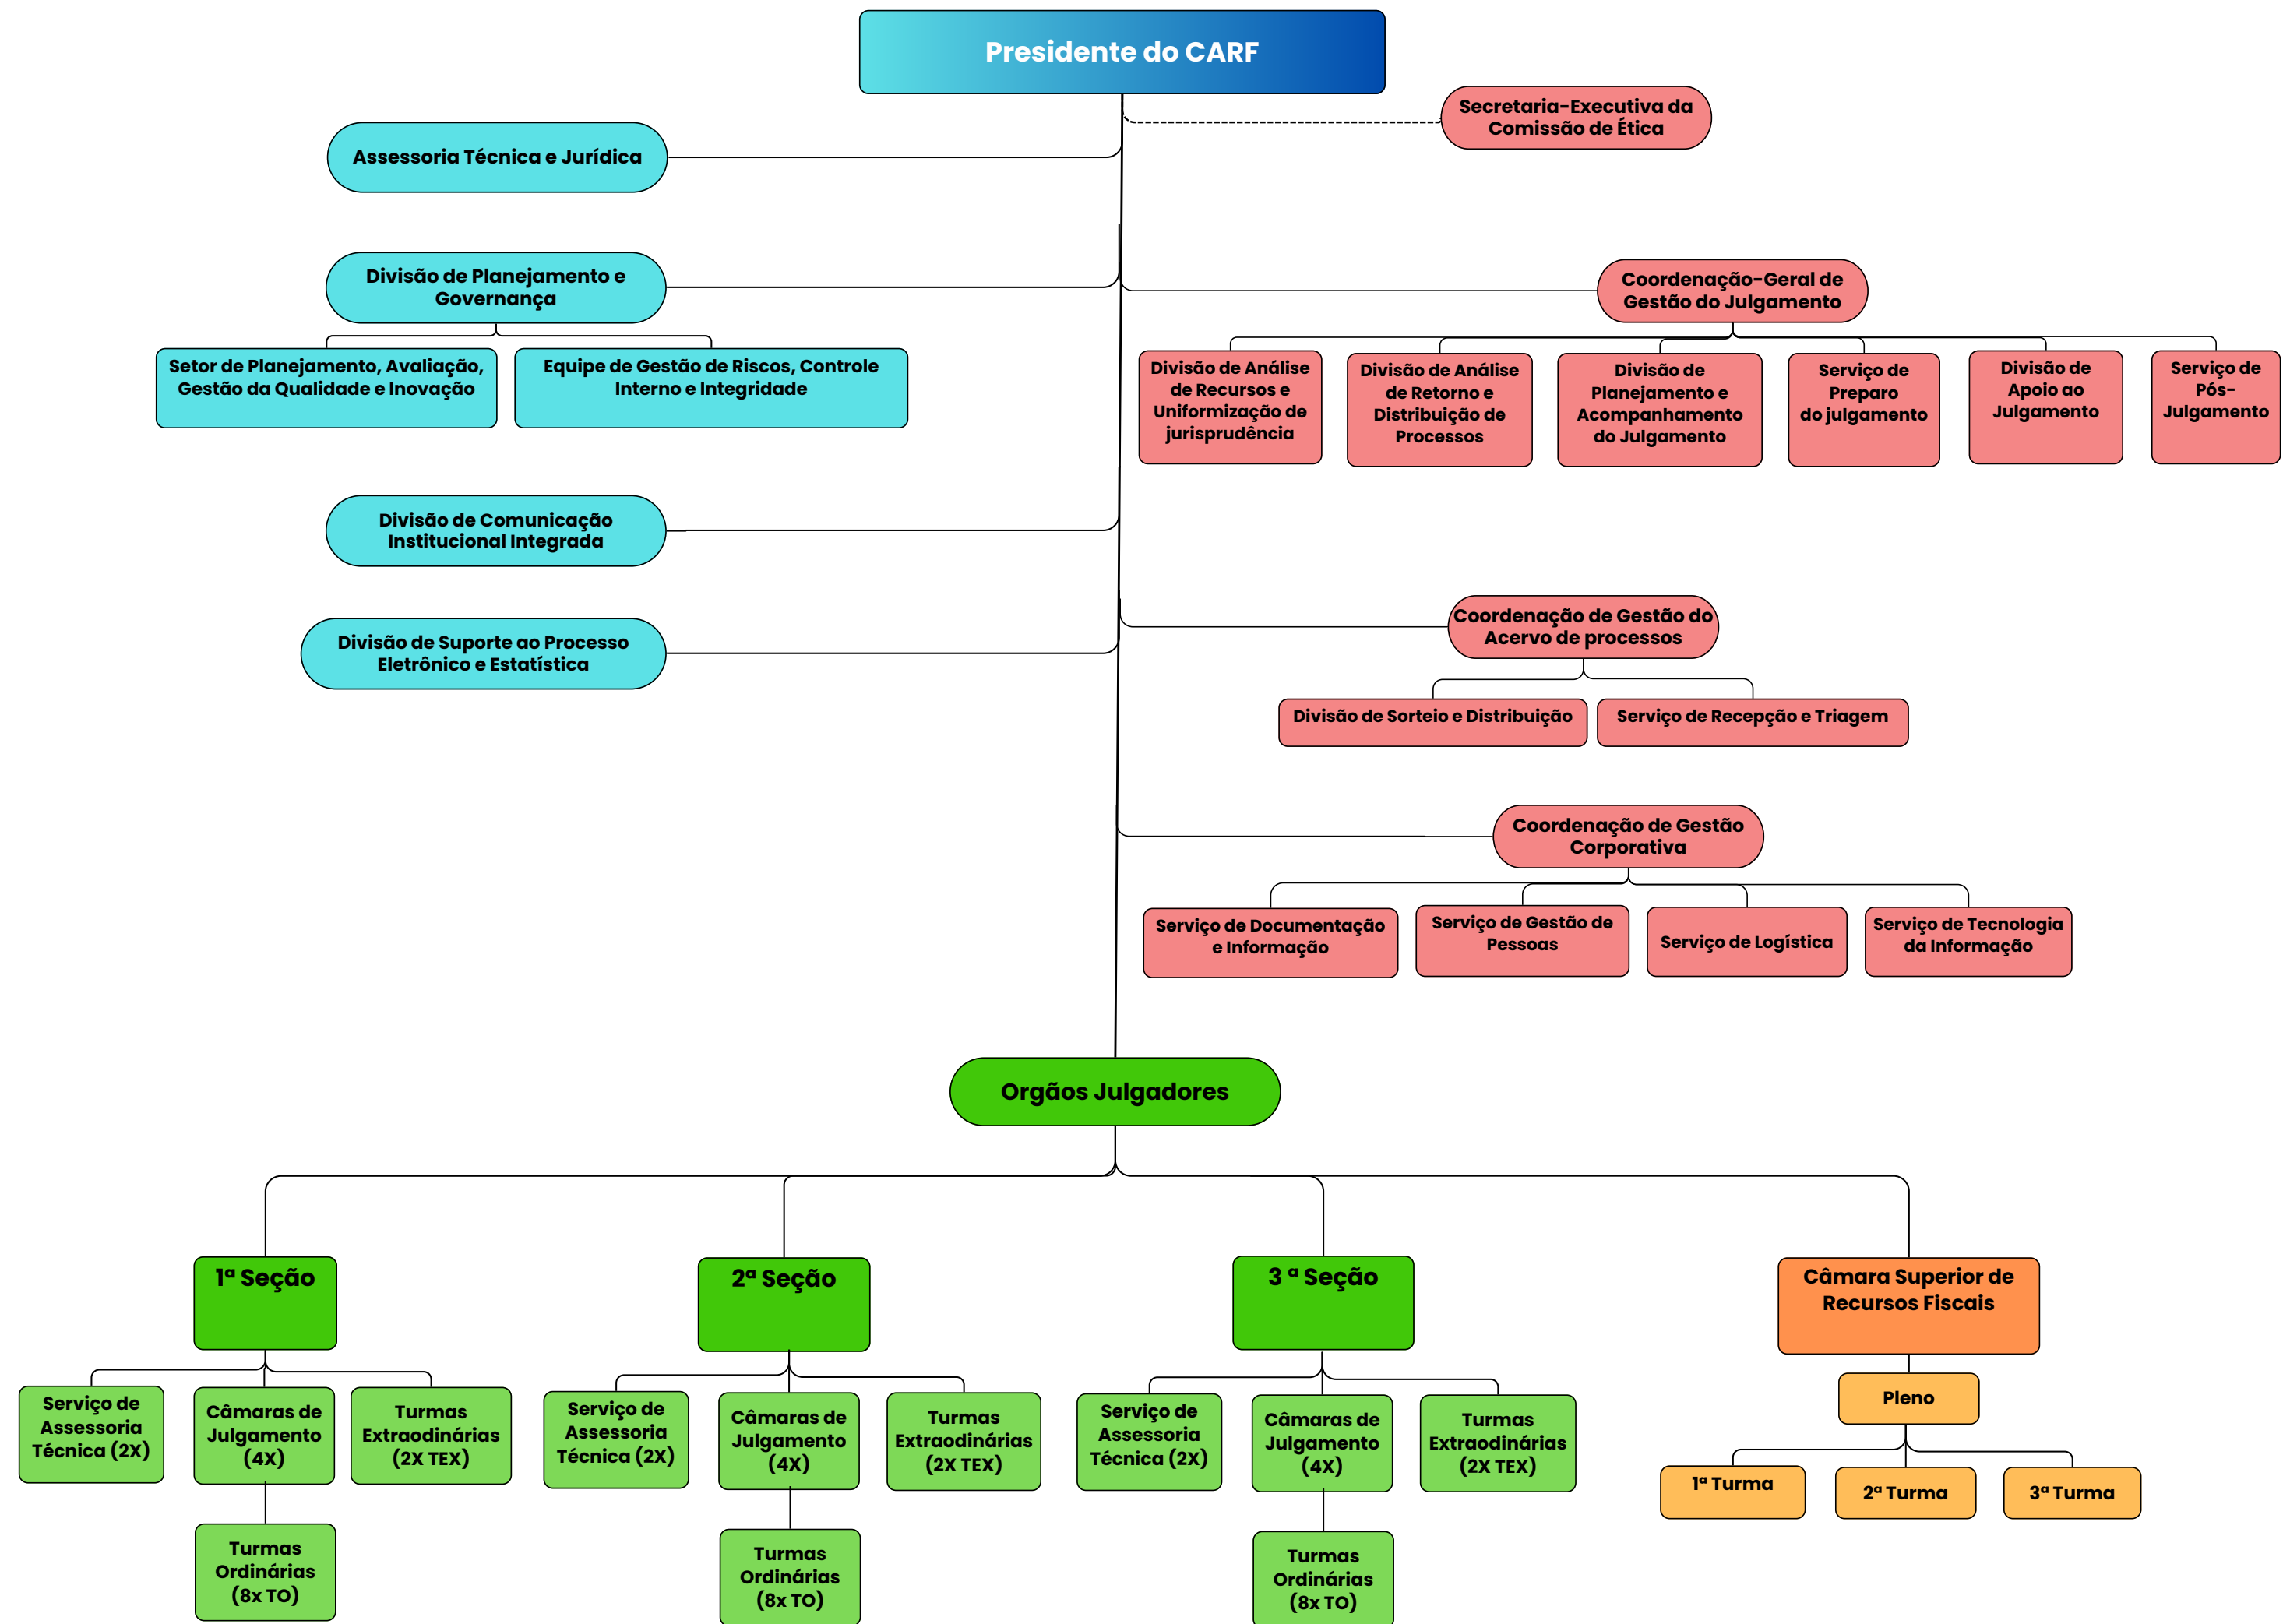 Presidente do CARF
Secretaria-Executiva da
Comissão de Ética
Assessoria Técnica e Jurídica
Divisão de Planejamento e
Governança
Setor de Planejamento, Avaliação,
Gestão da Qualidade e Inovação
Equipe de Gestão de Riscos, Controle
Interno e Integridade
Coordenação-Geral de
Gestão do Julgamento
Divisão de Análise
de Recursos e
Uniformização de
jurisprudência
Divisão de Análise
de Retorno e
Distribuição de
Processos
Divisão de
Planejamento e
Acompanhamento
do Julgamento
Serviço de
Preparo
do julgamento
Divisão de
Apoio ao
Julgamento
Serviço de
Pós-
Julgamento
Divisão de Comunicação
Institucional Integrada
Divisão de Suporte ao Processo
Eletrônico e Estatística
Coordenação de Gestão do
Acervo de processos
Divisão de Sorteio e Distribuição
Serviço de Recepção e Triagem
Coordenação de Gestão
Corporativa
Serviço de Documentação
e Informação
Serviço de Gestão de
Pessoas
Serviço de Logística
Serviço de Tecnologia
da Informação
Orgãos Julgadores
1ª Seção
2ª Seção
3 ª Seção
Câmara Superior de
Recursos Fiscais
Serviço de
Assessoria
Técnica (2X)
Câmaras de
Julgamento
(4X)
Turmas
Extraodinárias
(2X TEX)
Turmas
Ordinárias
(8x TO)
Serviço de
Assessoria
Técnica (2X)
Câmaras de
Julgamento
(4X)
Turmas
Extraodinárias
(2X TEX)
Turmas
Ordinárias
(8x TO)
Serviço de
Assessoria
Técnica (2X)
Câmaras de
Julgamento
(4X)
Turmas
Extraodinárias
(2X TEX)
Turmas
Ordinárias
(8x TO)
Pleno
1ª Turma
2ª Turma
3ª Turma